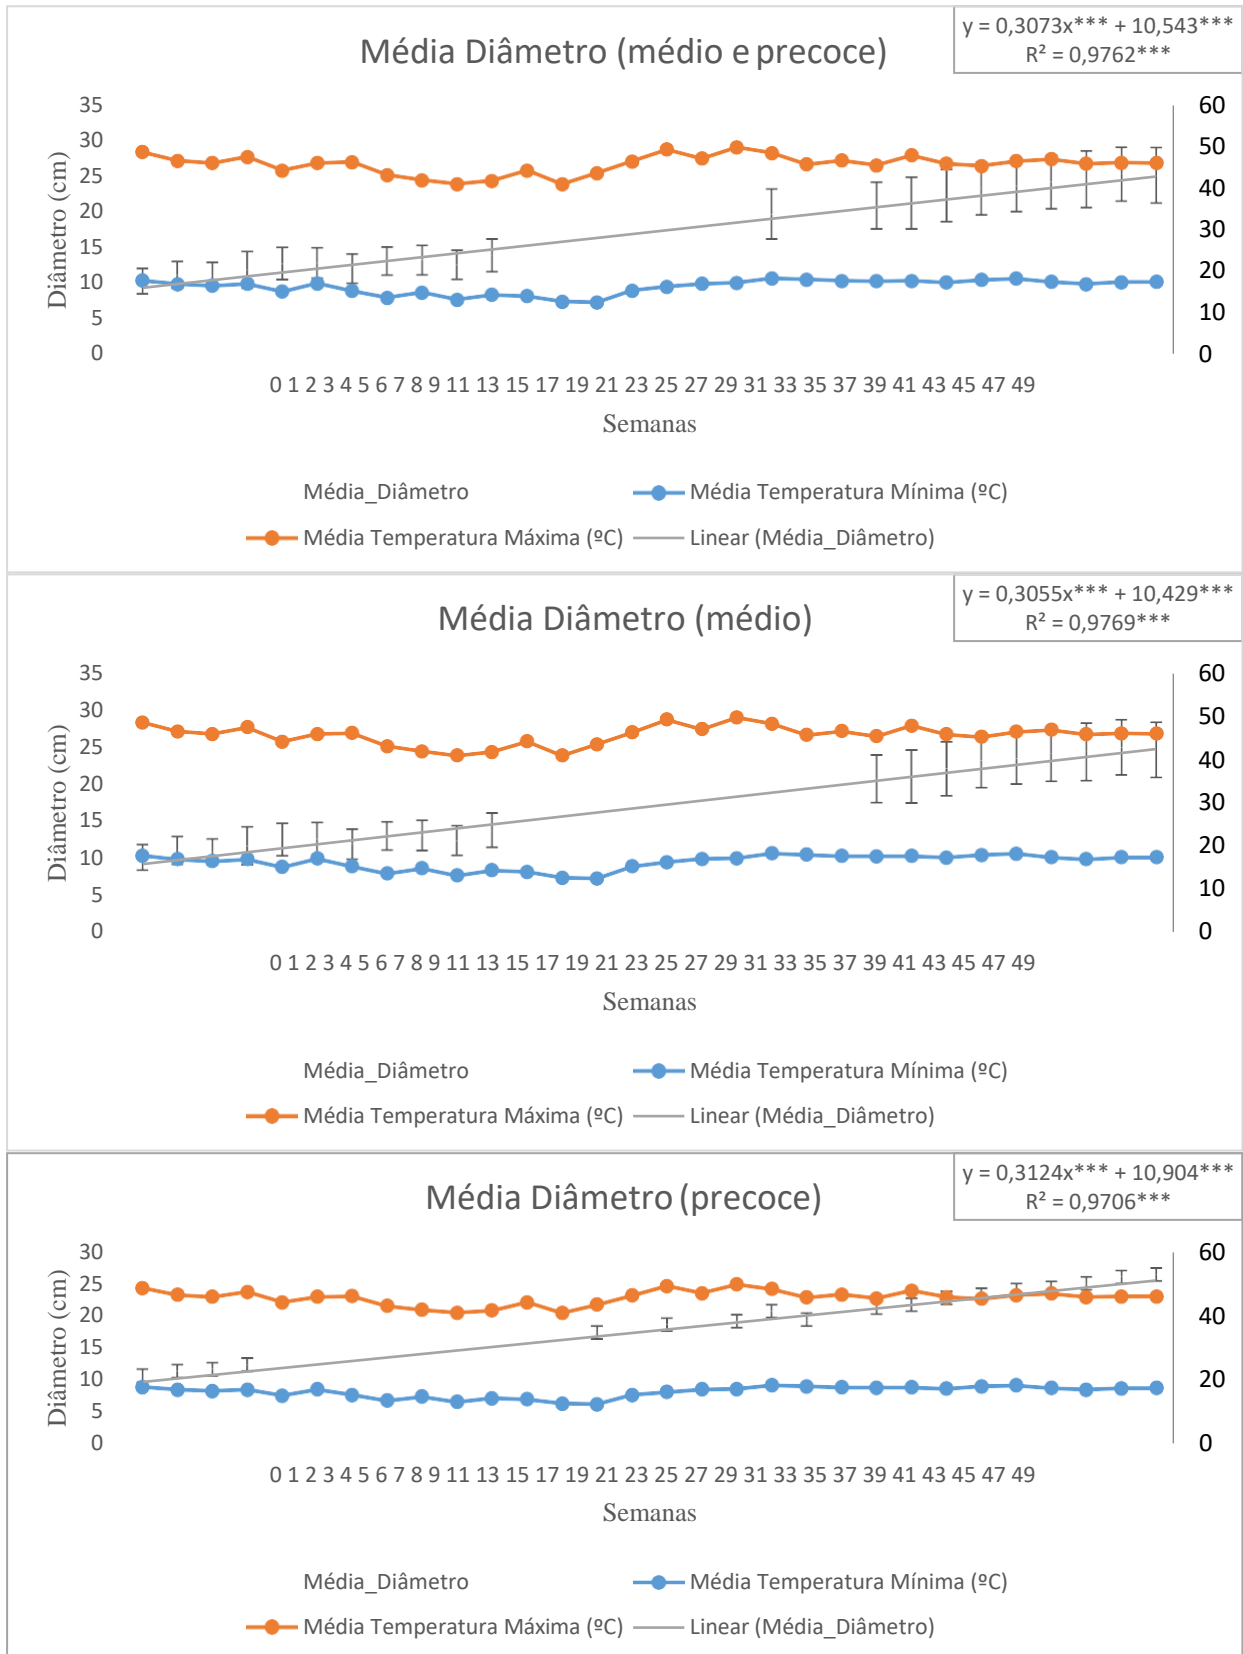 y = 0,3073x*** + 10,543***
R² = 0,9762***
Média Diâmetro (médio e precoce)
35
30
25
20
15
10
5
0
Diâmetro (cm)
60
50
40
30
20
10
0
0 1 2 3 4 5 6 7 8 9 11 13 15 17 19 21 23 25 27 31 33 35 37 39 41 45 47 49
Semanas
Média_Diâmetro
Média Temperatura Mínima (ºC)
Média Temperatura Máxima (ºC)
Linear (Média_Diâmetro)
y = 0,3055x*** + 10,429***
R² = 0,9769***
Média Diâmetro (médio)
35
30
25
20
15
10
5
0
Diâmetro (cm)
60
50
40
30
20
10
0
0 1 2 3 4 5 6 7 8 9 11 13 15 17 19 21 23 25 27 29 31 33 35 37 39 41 43 45 47 49
Semanas
Média_Diâmetro
Média Temperatura Mínima (ºC)
Média Temperatura Máxima (ºC)
Linear (Média_Diâmetro)
y = 0,3124x*** + 10,904***
R² = 0,9706***
Média Diâmetro (precoce)
30
25
20
15
10
5
0
Diâmetro (cm)
60
40
20
0
0 1 2 3 4 5 6 7 8 9 11 13 15 17 19 21 23 25 27 29 31 33 35 37 39 41 43 45 47 49
Semanas
Média_Diâmetro
Média Temperatura Mínima (ºC)
Média Temperatura Máxima (ºC)
Linear (Média_Diâmetro)